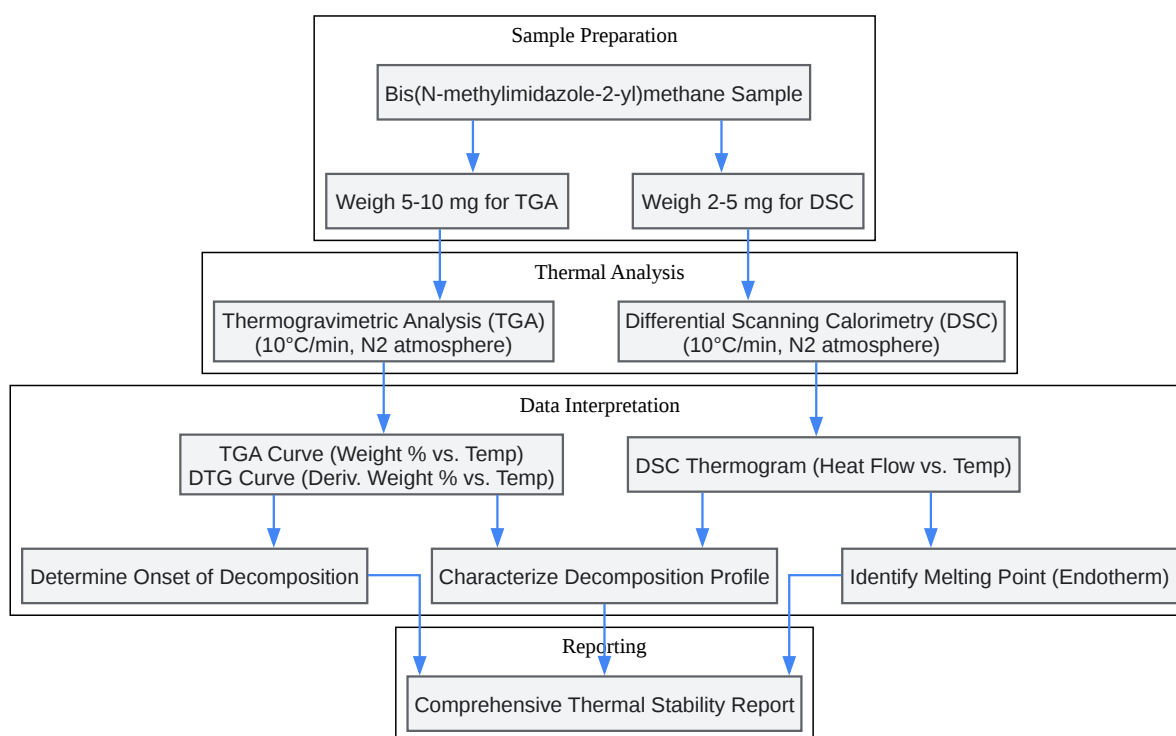 Sample Preparation
Bis(N-methylimidazole-2-yl)methane Sample
Weigh 5-10 mg for TGA
Weigh 2-5 mg for DSC
Thermal Analysis
Thermogravimetric Analysis (TGA)
(10°C/min, N2 atmosphere)
Differential Scanning Calorimetry (DSC)
(10°C/min, N2 atmosphere)
Data Interpretation
TGA Curve (Weight % vs. Temp)
DTG Curve (Deriv. Weight % vs. Temp)
DSC Thermogram (Heat Flow vs. Temp)
Determine Onset of Decomposition
Characterize Decomposition Profile
Identify Melting Point (Endotherm)
Reporting
Comprehensive Thermal Stability Report